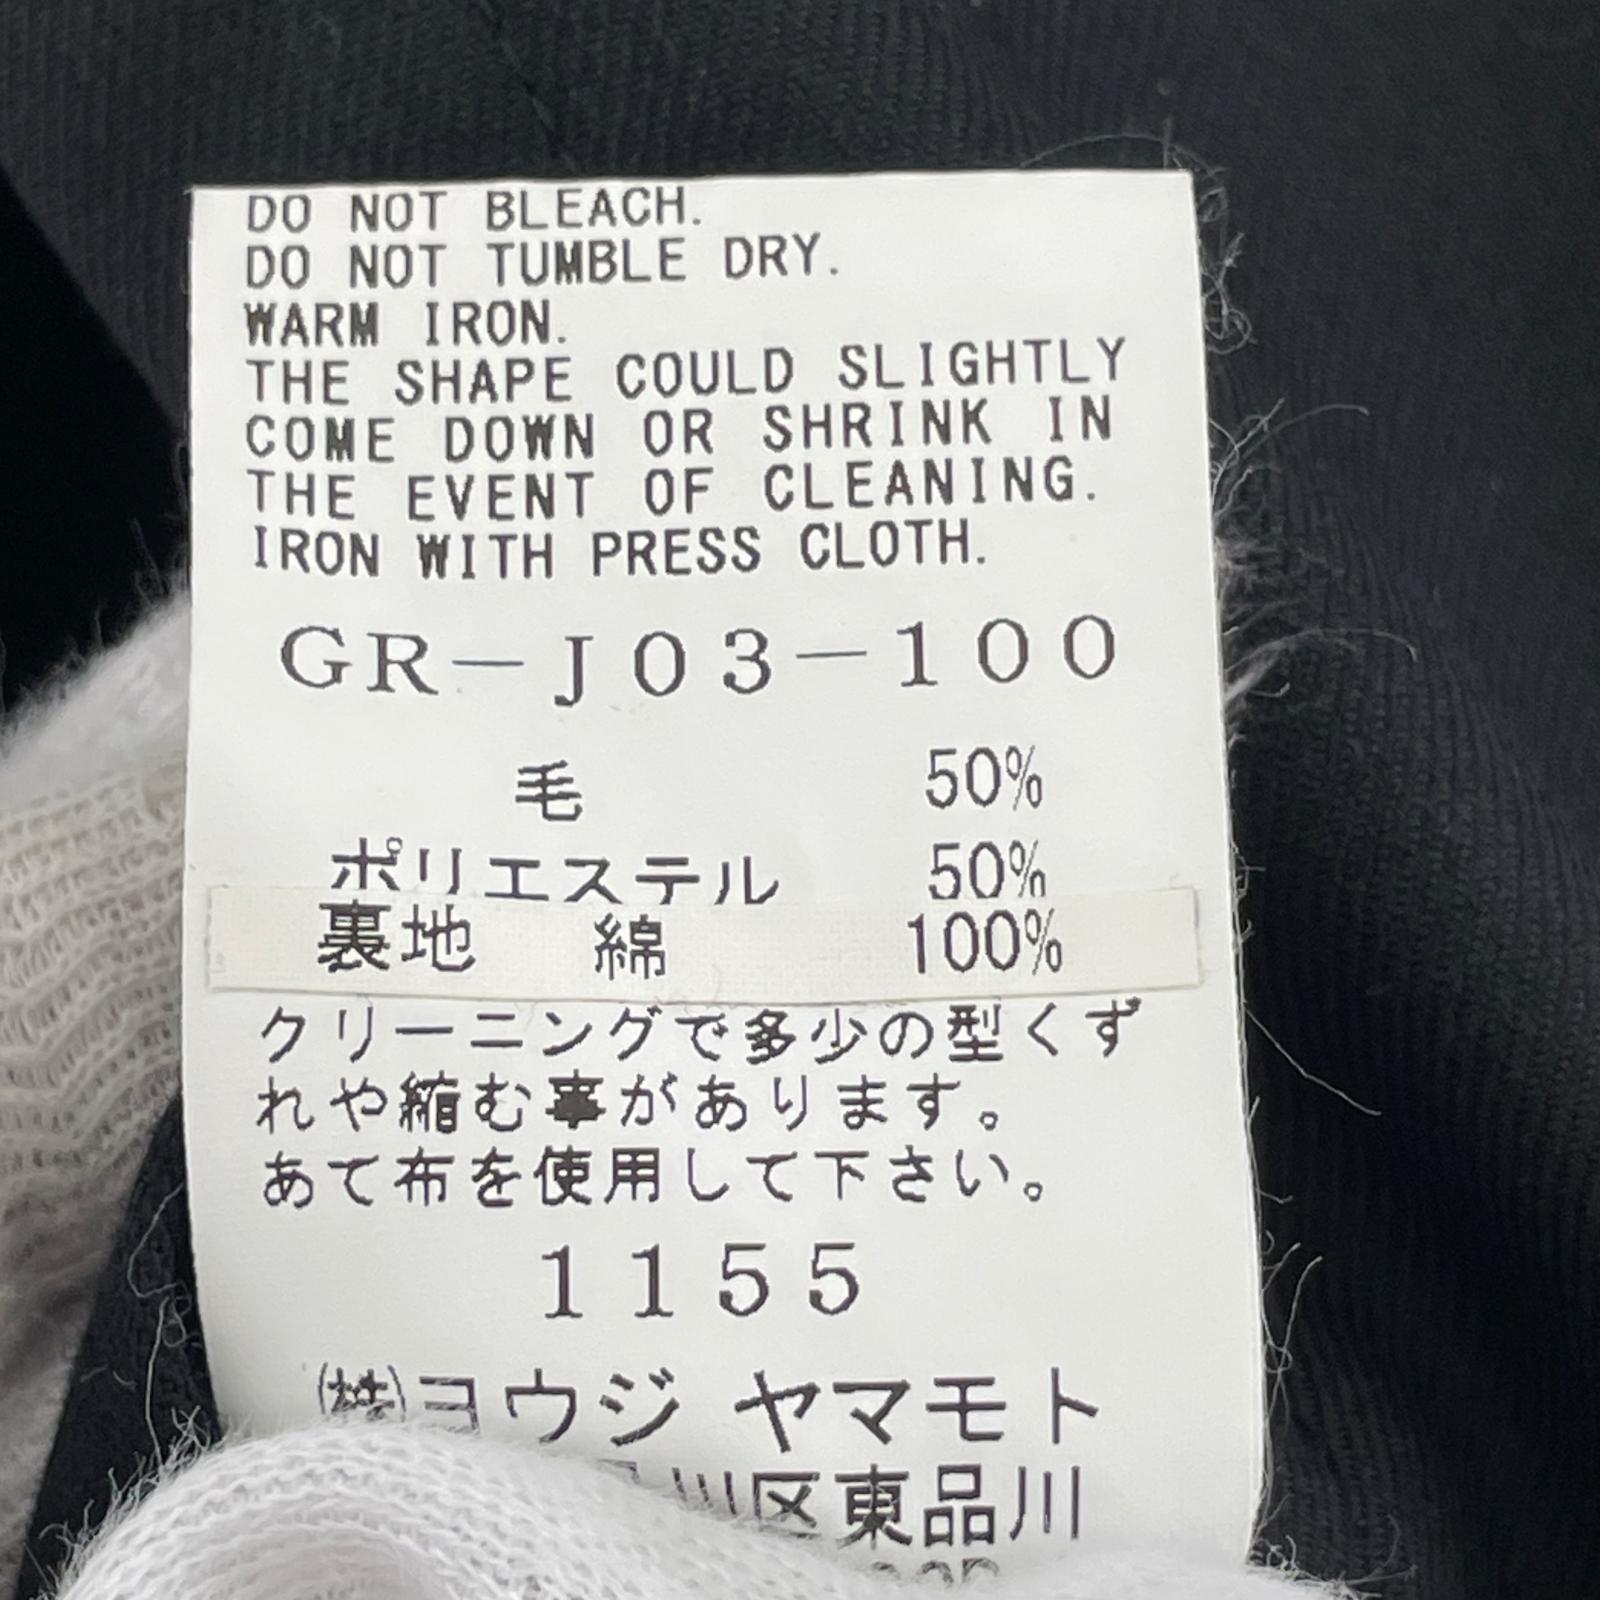 DO NOT BLEACH.
DO NOT TUMBLE DRY.
WARM IRON.
THE SHAPE COULD SLIGHTLY
COME DOWN OR SHRINK IN
THE EVENT OF CLEANING.
IRON WITH PRESS CLOTH.
GR-J03-100
毛 50%
ポリエステル 50%
裏地 綿 100%
クリーニングで多少の型くず
れや縮む事があります。
あて布を使用して下さい。
1155
(株)ヨウジ ヤマモト
川区東品川